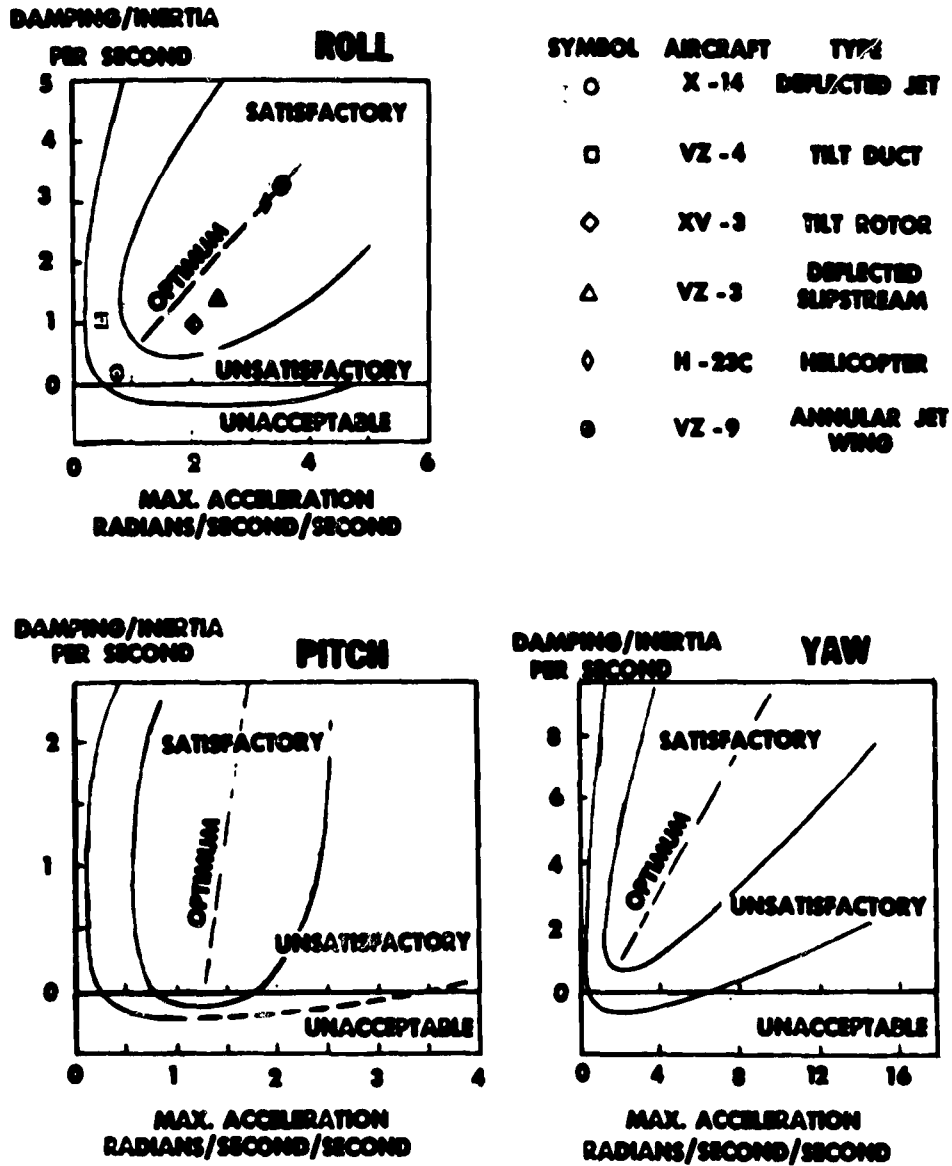 DAMPING/INERTIA
PER SECOND
ROLL
5
4
3
2
1
0
SATISFACTORY
OPTIMUM
UNSATISFACTORY
UNACCEPTABLE
0 2 4 6
MAX. ACCELERATION
RADIANS/SECOND/SECOND
SYMBOL AIRCRAFT TYPE
X-14 DEFLECTED JET
VZ-4 TILT DUCT
XV-3 TILT ROTOR
VZ-3 DEFLECTED
SLIPSTREAM
H-23C HELICOPTER
VZ-9 ANNULAR JET
WING
DAMPING/INERTIA
PER SECOND
PITCH
2
1
0
SATISFACTORY
OPTIMUM
UNSATISFACTORY
UNACCEPTABLE
0 1 2 3 4
MAX. ACCELERATION
RADIANS/SECOND/SECOND
DAMPING/INERTIA
PER SECOND
YAW
8
6
4
2
0
SATISFACTORY
OPTIMUM
UNSATISFACTORY
UNACCEPTABLE
0 4 8 12 16
MAX. ACCELERATION
RADIANS/SECOND/SECOND